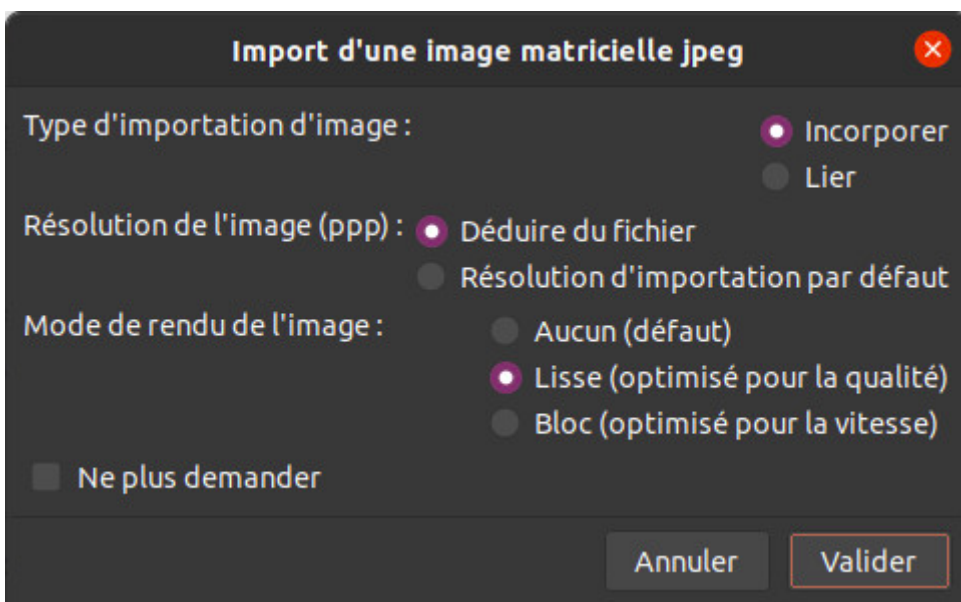 Import d'une image matricielle jpeg
Type d'importation d'image :
Incorporer
Lier
Résolution de l'image (ppp) :
Déduire du fichier
Résolution d'importation par défaut
Mode de rendu de l'image :
Aucun (défaut)
Lisse (optimisé pour la qualité)
Bloc (optimisé pour la vitesse)
Ne plus demander
Annuler
Valider